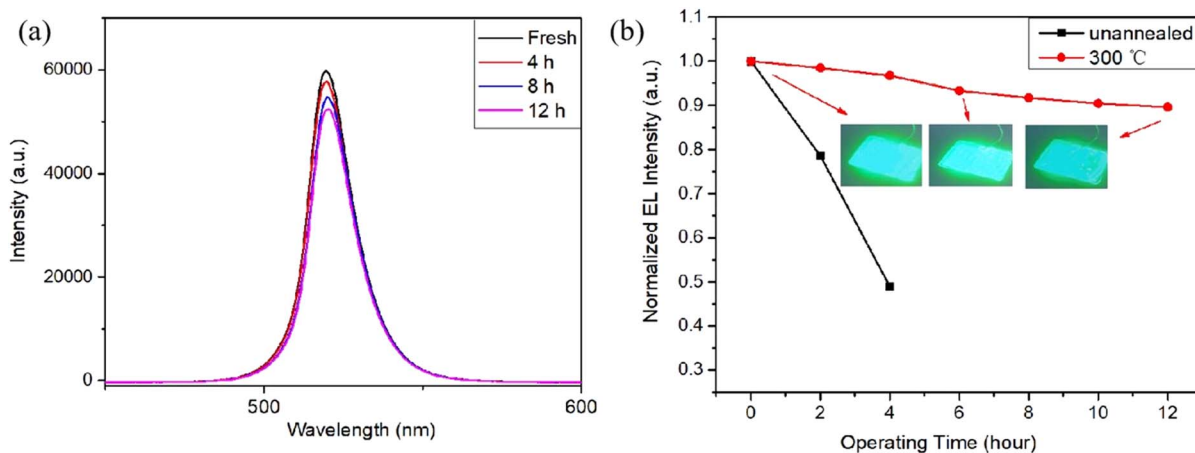 (a)
Fresh
4 h
8 h
12 h
60000
40000
20000
0
Intensity (a.u.)
500
600
Wavelength (nm)
(b)
unannealed
300 ℃
1.1
1.0
0.9
0.8
0.7
0.6
0.5
0.4
0.3
Normalized EL Intensity (a.u.)
0
2
4
6
8
10
12
Operating Time (hour)